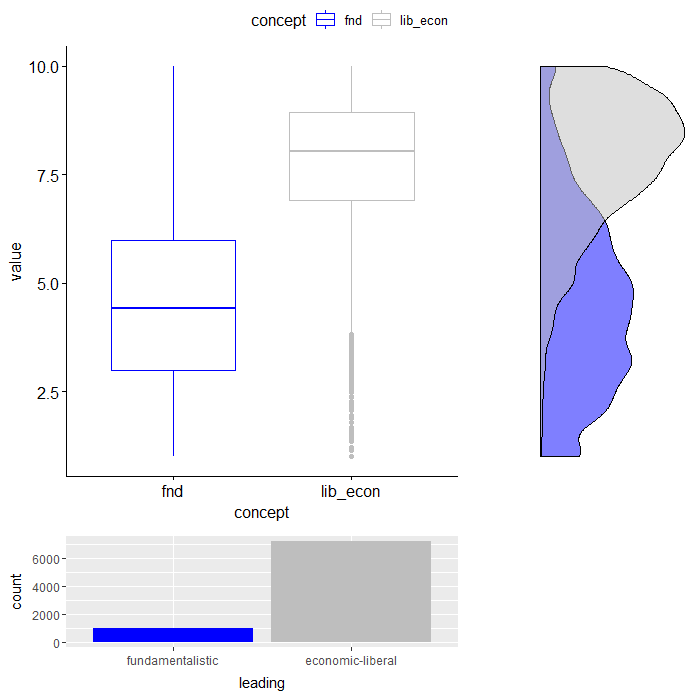 concept fnd lib_econ
10.0
7.5
5.0
2.5
value
fnd lib_econ
concept
6000
4000
2000
0
count
fundamentalistic economic-liberal
leading